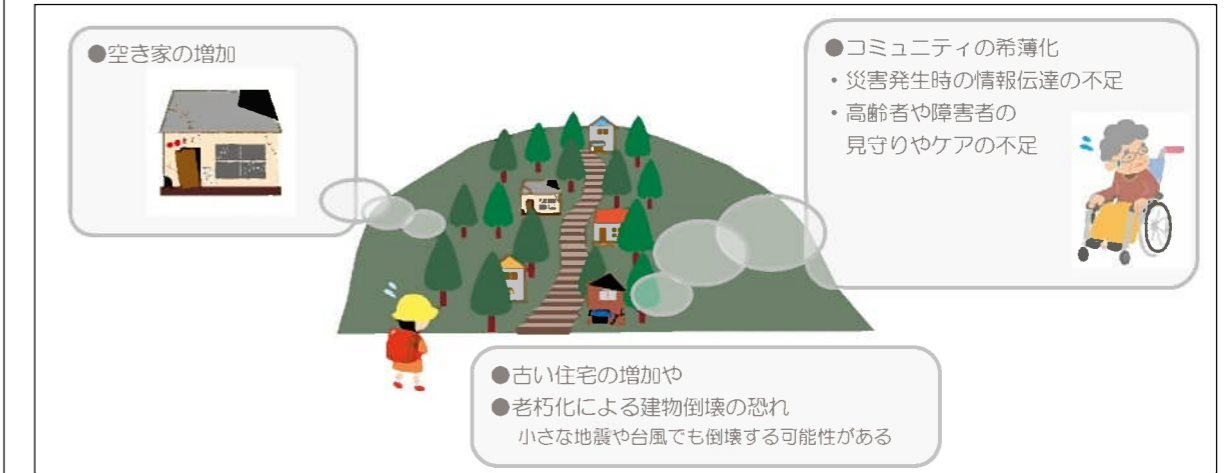 ●空き家の増加
●コミュニティの希薄化
・災害発生時の情報伝達の不足
・高齢者や障害者の
見守りやケアの不足
●古い住宅の増加や
●老朽化による建物倒壊の恐れ
小さな地震や台風でも倒壊する可能性がある